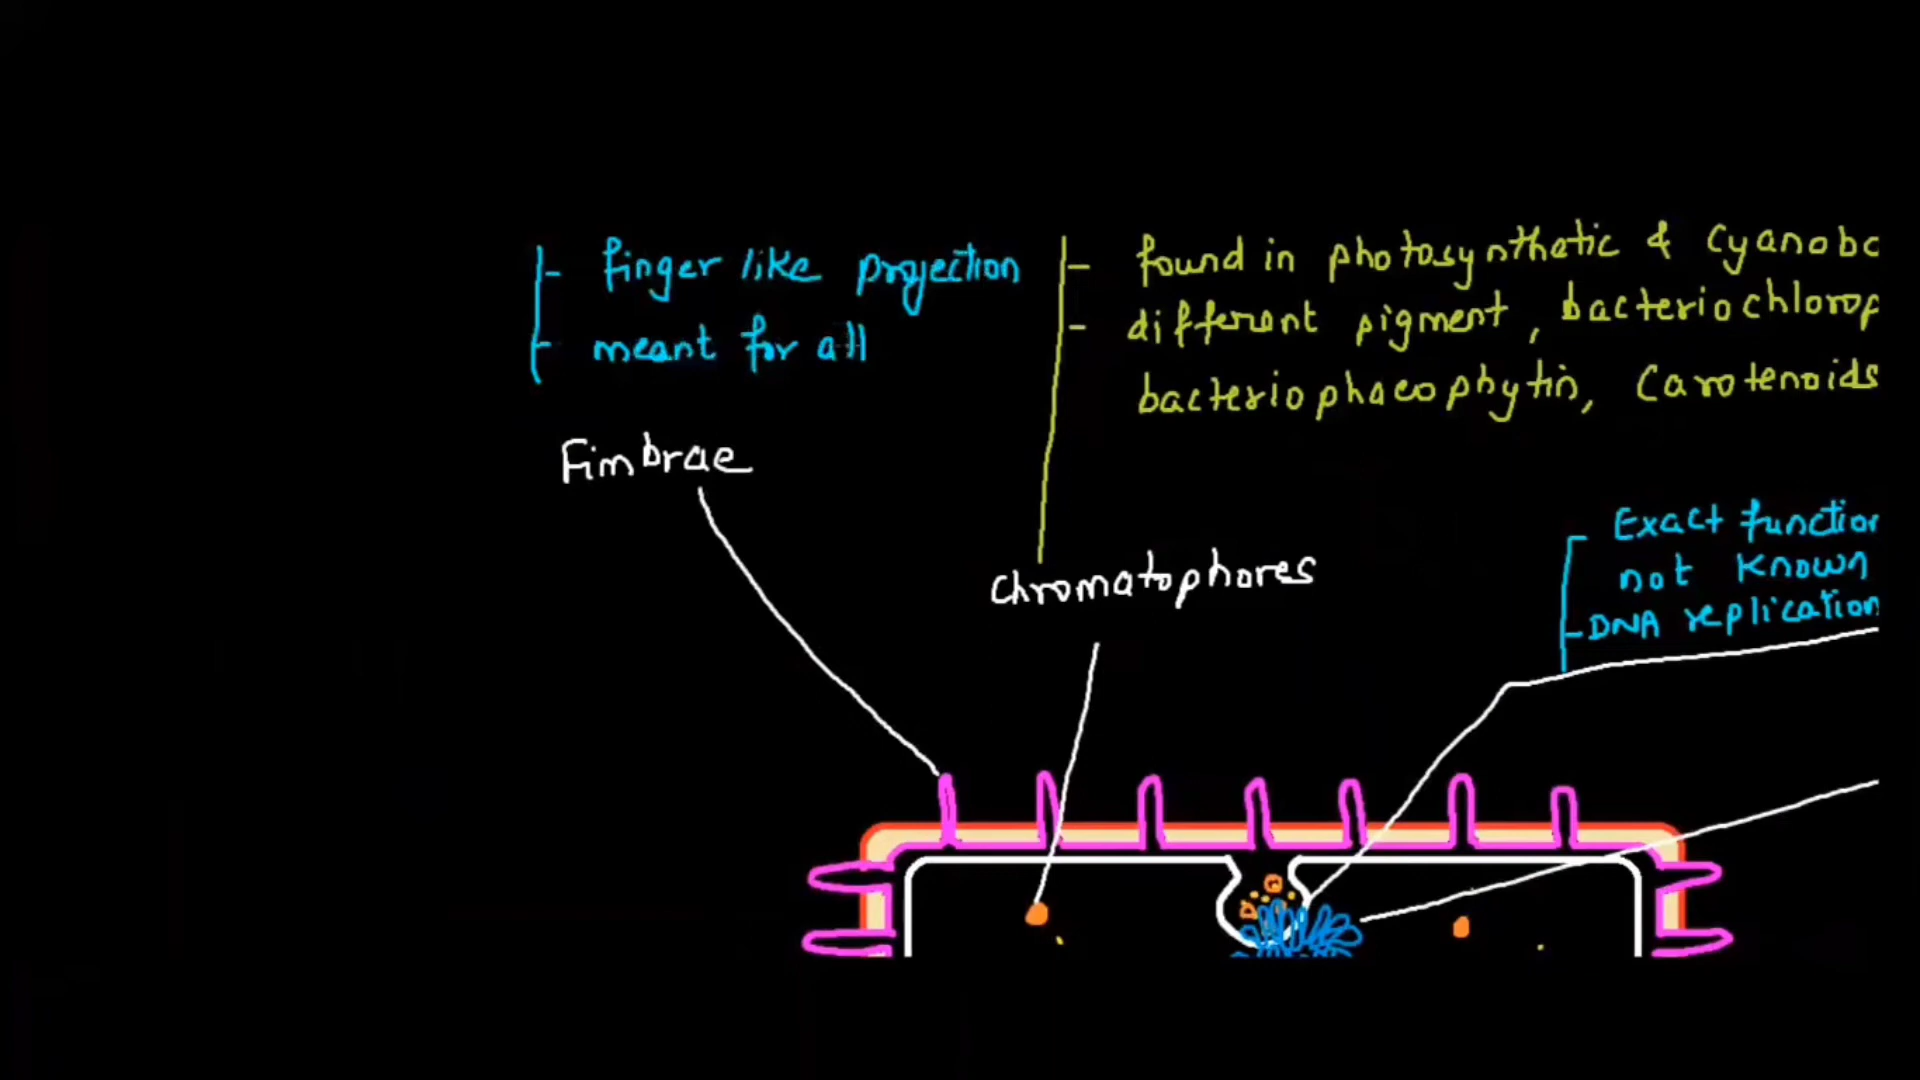 - finger like projection
- meant for all
Fimbrae
- found in photosynthetic & cyanobc
- different pigment, bacteriochlorop
bacteriophaeophytin, carotenoids
chromatophores
Exact function
not known
- DNA replication